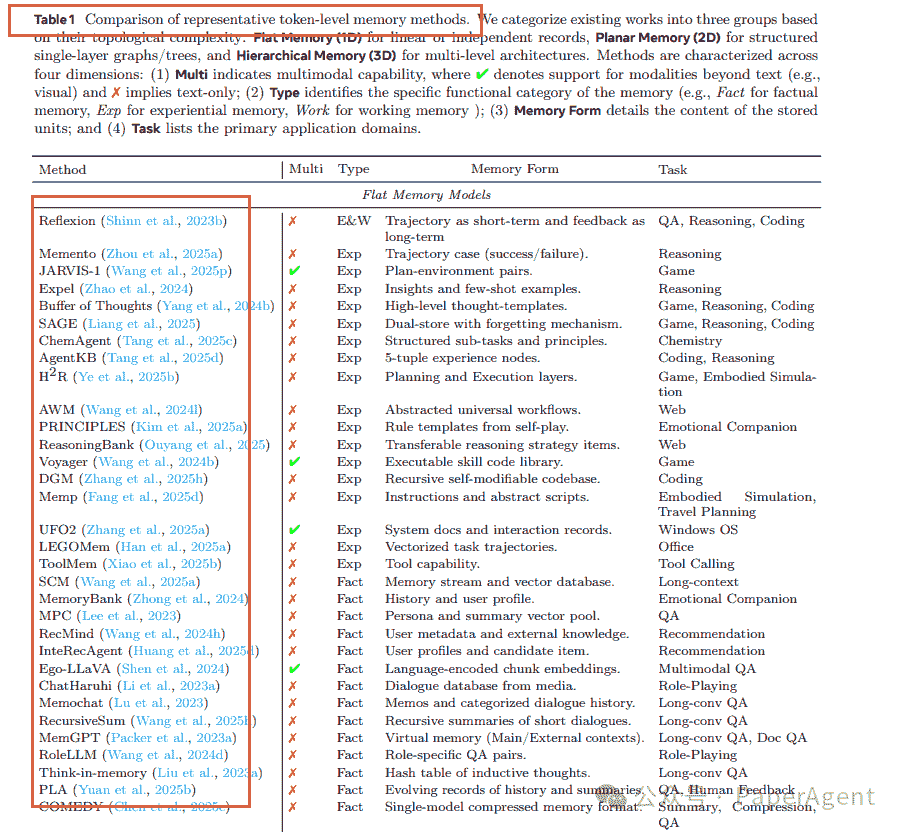 Table 1 Comparison of representative token-level memory methods. We categorize existing works into three groups based
on their topological complexity: Flat Memory (1D) for linear or independent records, Planar Memory (2D) for structured
single-layer graphs/trees, and Hierarchical Memory (3D) for multi-level architectures. Methods are characterized across
four dimensions: (1) Multi indicates multimodal capability, where ✔ denotes support for modalities beyond text (e.g.,
visual) and ✗ implies text-only; (2) Type identifies the specific functional category of the memory (e.g., Fact for factual
memory, Exp for experiential memory, Work for working memory ); (3) Memory Form details the content of the stored
units; and (4) Task lists the primary application domains.
Method Multi Type Memory Form Task
Flat Memory Models
Reflexion (Shinn et al., 2023b) ✗ E&W Trajectory as short-term and feedback as QA, Reasoning, Coding
long-term
Memento (Zhou et al., 2025a) ✗ Exp Trajectory case (success/failure). Reasoning
JARVIS-1 (Wang et al., 2025p) ✔ Exp Plan-environment pairs. Game
Expel (Zhao et al., 2024) ✗ Exp Insights and few-shot examples. Reasoning
Buffer of Thoughts (Yang et al., 2024b) ✗ Exp High-level thought-templates. Game, Reasoning, Coding
SAGE (Liang et al., 2025) ✗ Exp Dual-store with forgetting mechanism. Game, Reasoning, Coding
ChemAgent (Tang et al., 2025c) ✗ Exp Structured sub-tasks and principles. Chemistry
AgentKB (Tang et al., 2025d) ✗ Exp 5-tuple experience nodes. Coding, Reasoning
H²R (Ye et al., 2025b) ✗ Exp Planning and Execution layers. Game, Embodied Simula-
tion
AWM (Wang et al., 2024l) ✗ Exp Abstracted universal workflows. Web
PRINCIPLES (Kim et al., 2025a) ✗ Exp Rule templates from self-play. Emotional Companion
ReasoningBank (Ouyang et al., 2025) ✗ Exp Transferable reasoning strategy items. Web
Voyager (Wang et al., 2024b) ✔ Exp Executable skill code library. Game
DGM (Zhang et al., 2025h) ✗ Exp Recursive self-modifiable codebase. Coding
Memp (Fang et al., 2025d) ✗ Exp Instructions and abstract scripts. Embodied Simulation,
Travel Planning
UFO2 (Zhang et al., 2025a) ✔ Exp System docs and interaction records. Windows OS
LEGOMem (Han et al., 2025a) ✗ Exp Vectorized task trajectories. Office
ToolMem (Xiao et al., 2025b) ✗ Exp Tool capability. Tool Calling
SCM (Wang et al., 2025a) ✗ Fact Memory stream and vector database. Long-context
MemoryBank (Zhong et al., 2024) ✗ Fact History and user profile. Emotional Companion
MPC (Lee et al., 2023) ✗ Fact Persona and summary vector pool. QA
RecMind (Wang et al., 2024h) ✗ Fact User metadata and external knowledge. Recommendation
InteRecAgent (Huang et al., 2025d) ✗ Fact User profiles and candidate item. Recommendation
Ego-LLaVA (Shen et al., 2024) ✔ Fact Language-encoded chunk embeddings. Multimodal QA
ChatHaruhi (Li et al., 2023a) ✗ Fact Dialogue database from media. Role-Playing
Memochat (Lu et al., 2023) ✗ Fact Memos and categorized dialogue history. Long-conv QA
RecursiveSum (Wang et al., ✗ Fact Recursive summaries of short dialogues. Long-conv QA
MemGPT (Packer et al., 2023a) ✗ Fact Virtual memory (Main/External contexts). Long-conv QA, Doc QA
RoleLLM (Wang et al., 2024d) ✗ Fact Role-specific QA pairs. Role-Playing
Think-in-memory (Liu et al., 2023a) ✗ Fact Hash table of inductive thoughts. Long-conv QA
PLA (Yuan et al., 2025b) ✗ Fact Evolving records of history and summaries. QA, Human Feedback
COMEDY (Chen et al., 2025c) ✗ Fact Single-model compressed memory format. Summary, Compression,
QA
公众号 · PaperAgent